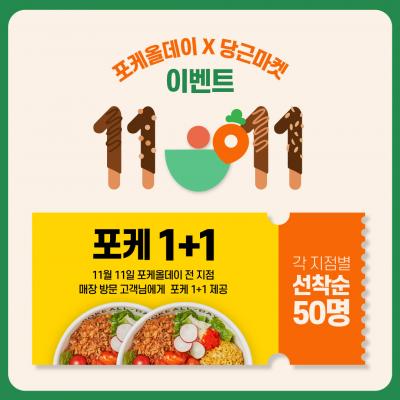 포케올데이 X 당근마켓
이벤트
11 11
포케 1+1
11월 11일 포케올데이 전 지점
매장 방문 고객님에게 포케 1+1 제공
각 지점별
선착순
50명